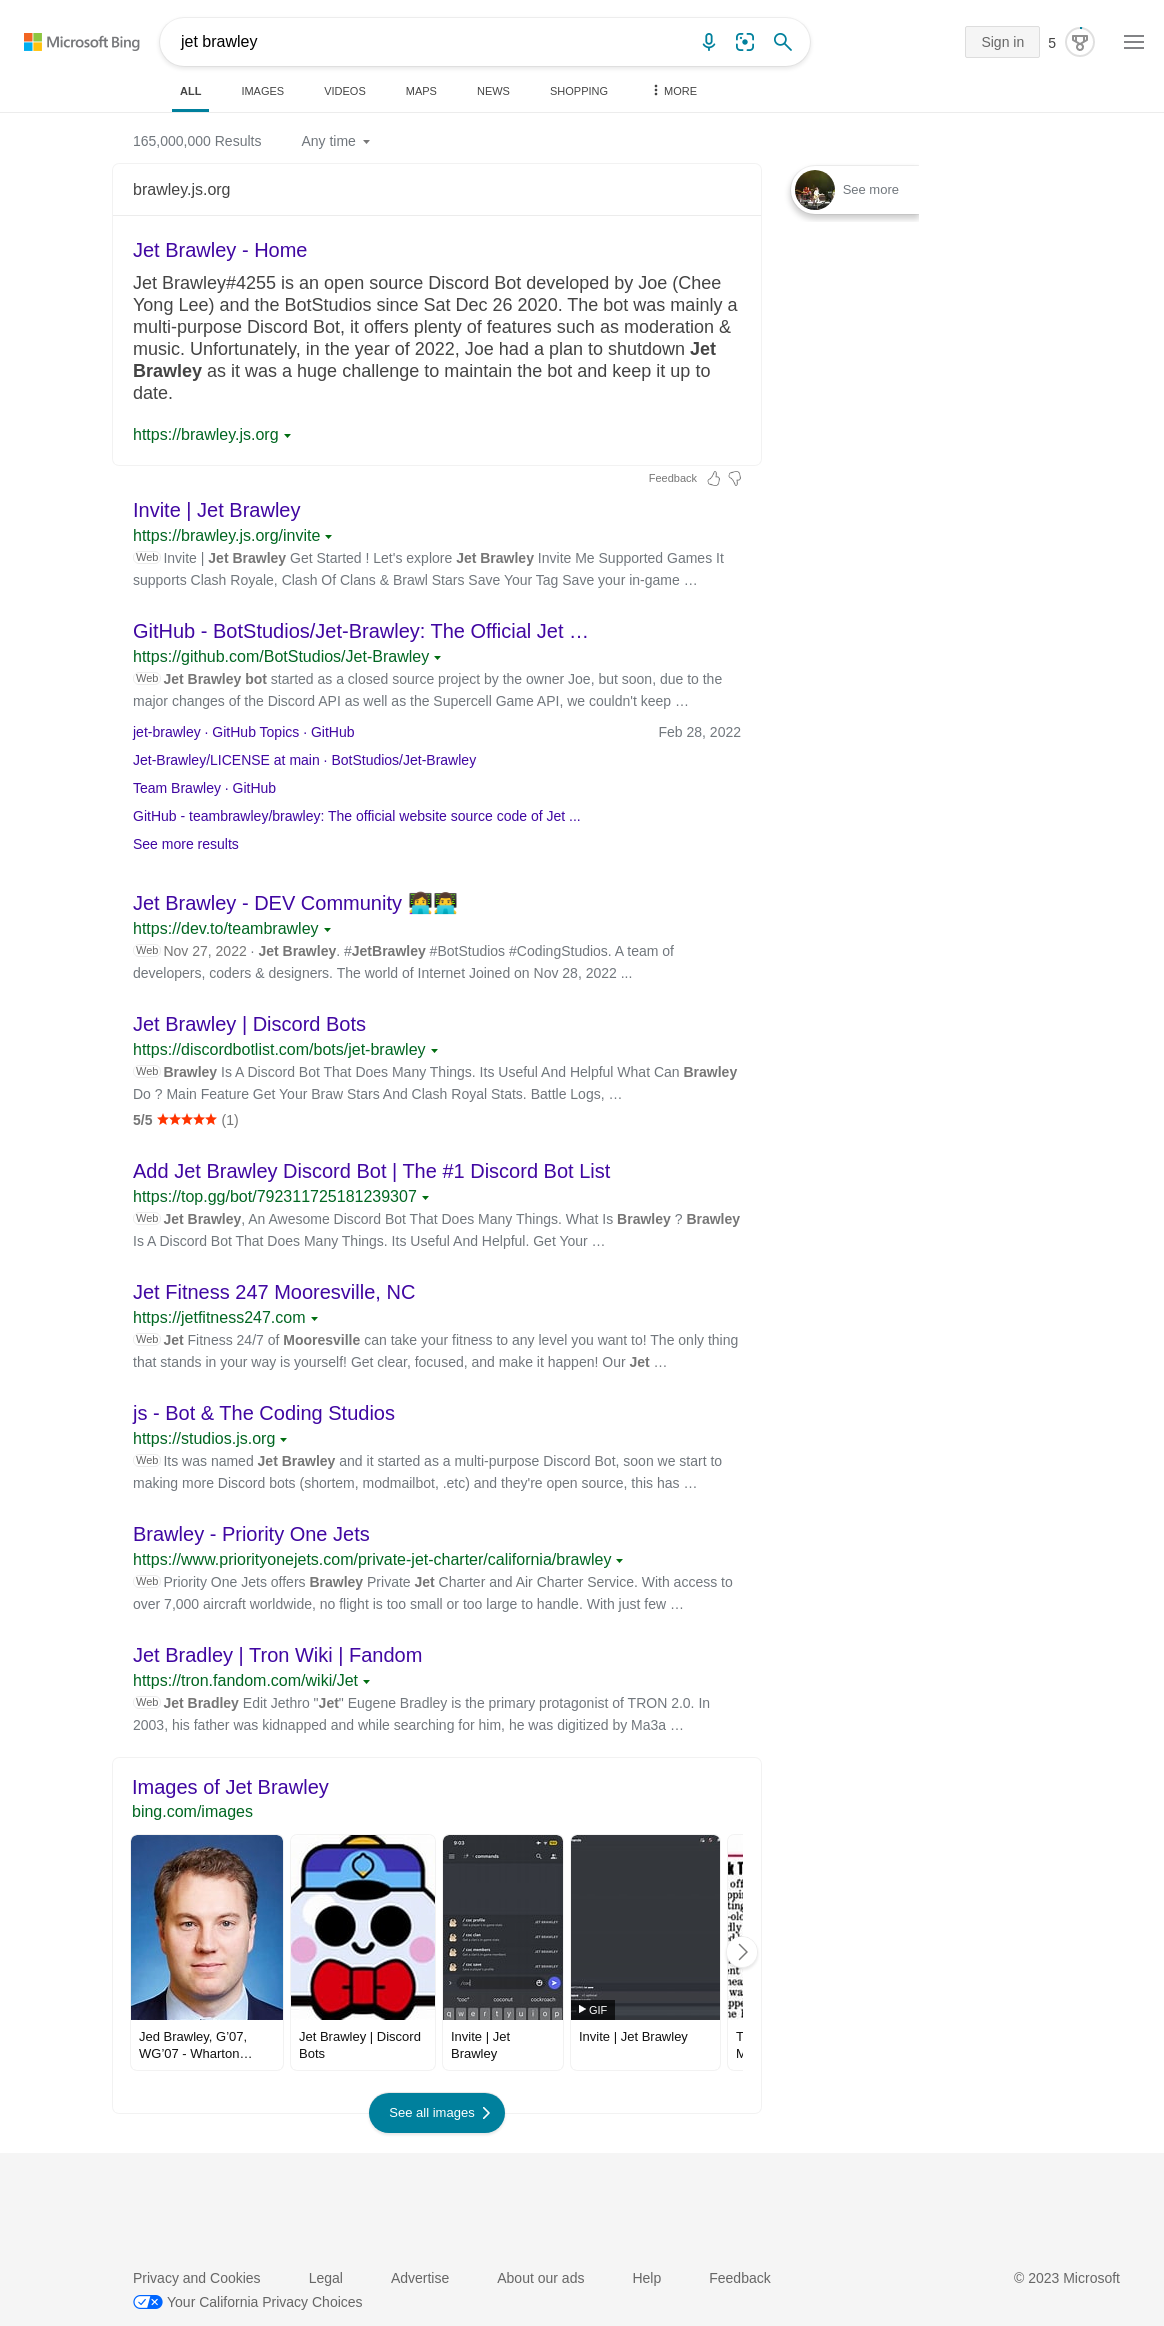 Microsoft Bing
jet brawley
Sign in
5
ALL
IMAGES
VIDEOS
MAPS
NEWS
SHOPPING
MORE
165,000,000 Results
Any time
brawley.js.org
See more
Jet Brawley - Home
Jet Brawley#4255 is an open source Discord Bot developed by Joe (Chee
Yong Lee) and the BotStudios since Sat Dec 26 2020. The bot was mainly a
multi-purpose Discord Bot, it offers plenty of features such as moderation &
music. Unfortunately, in the year of 2022, Joe had a plan to shutdown Jet
Brawley as it was a huge challenge to maintain the bot and keep it up to
date.
https://brawley.js.org
Feedback
Invite | Jet Brawley
https://brawley.js.org/invite
Web Invite | Jet Brawley Get Started ! Let's explore Jet Brawley Invite Me Supported Games It
supports Clash Royale, Clash Of Clans & Brawl Stars Save Your Tag Save your in-game …
GitHub - BotStudios/Jet-Brawley: The Official Jet …
https://github.com/BotStudios/Jet-Brawley
Web Jet Brawley bot started as a closed source project by the owner Joe, but soon, due to the
major changes of the Discord API as well as the Supercell Game API, we couldn't keep …
jet-brawley · GitHub Topics · GitHub
Feb 28, 2022
Jet-Brawley/LICENSE at main · BotStudios/Jet-Brawley
Team Brawley · GitHub
GitHub - teambrawley/brawley: The official website source code of Jet ...
See more results
Jet Brawley - DEV Community 👩‍💻👨‍💻
https://dev.to/teambrawley
Web Nov 27, 2022 · Jet Brawley. #JetBrawley #BotStudios #CodingStudios. A team of
developers, coders & designers. The world of Internet Joined on Nov 28, 2022 ...
Jet Brawley | Discord Bots
https://discordbotlist.com/bots/jet-brawley
Web Brawley Is A Discord Bot That Does Many Things. Its Useful And Helpful What Can Brawley
Do ? Main Feature Get Your Braw Stars And Clash Royal Stats. Battle Logs, …
5/5 ★★★★★ (1)
Add Jet Brawley Discord Bot | The #1 Discord Bot List
https://top.gg/bot/792311725181239307
Web Jet Brawley, An Awesome Discord Bot That Does Many Things. What Is Brawley ? Brawley
Is A Discord Bot That Does Many Things. Its Useful And Helpful. Get Your …
Jet Fitness 247 Mooresville, NC
https://jetfitness247.com
Web Jet Fitness 24/7 of Mooresville can take your fitness to any level you want to! The only thing
that stands in your way is yourself! Get clear, focused, and make it happen! Our Jet …
js - Bot & The Coding Studios
https://studios.js.org
Web Its was named Jet Brawley and it started as a multi-purpose Discord Bot, soon we start to
making more Discord bots (shortem, modmailbot, .etc) and they're open source, this has …
Brawley - Priority One Jets
https://www.priorityonejets.com/private-jet-charter/california/brawley
Web Priority One Jets offers Brawley Private Jet Charter and Air Charter Service. With access to
over 7,000 aircraft worldwide, no flight is too small or too large to handle. With just few …
Jet Bradley | Tron Wiki | Fandom
https://tron.fandom.com/wiki/Jet
Web Jet Bradley Edit Jethro "Jet" Eugene Bradley is the primary protagonist of TRON 2.0. In
2003, his father was kidnapped and while searching for him, he was digitized by Ma3a …
Images of Jet Brawley
bing.com/images
9:03
commands
/ coc profile
/ coc clan
/ coc members
/ coc save
JET BRAWLEY
JET BRAWLEY
JET BRAWLEY
JET BRAWLEY
"coc"
coconut
cockroach
q w e r t y u i o p
GIF
Jed Brawley, G'07,
WG'07 - Wharton…
Jet Brawley | Discord
Bots
Invite | Jet
Brawley
Invite | Jet Brawley
See all images
Privacy and Cookies
Legal
Advertise
About our ads
Help
Feedback
© 2023 Microsoft
Your California Privacy Choices